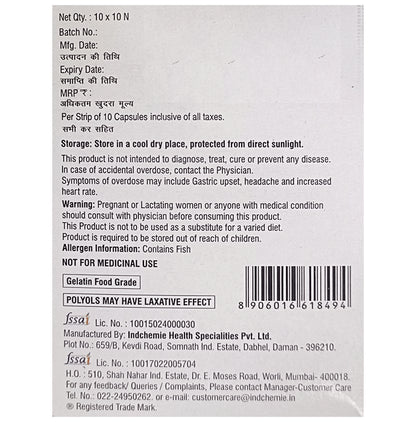 Net Qty. : 10 x 10 N
Batch No.:
Mfg. Date:
उत्पादन की तिथि
Expiry Date:
समाप्ति की तिथि
MRP ₹:
अधिकतम खुदरा मूल्य
Per Strip of 10 Capsules inclusive of all taxes.
सभी कर सहित
Storage: Store in a cool dry place, protected from direct sunlight.
This product is not intended to diagnose, treat, cure or prevent any disease.
In case of accidental overdose, contact the Physician.
Symptoms of overdose may include Gastric upset, headache and increased
heart rate.
Warning: Pregnant or Lactating women or anyone with medical condition
should consult with physician before consuming this product.
This Product is not to be used as a substitute for a varied diet.
Product is required to be stored out of reach of children.
Allergen Information: Contains Fish
NOT FOR MEDICINAL USE
Gelatin Food Grade
POLYOLS MAY HAVE LAXATIVE EFFECT
8 906016 618494
fssai Lic. No. : 10015024000030
Manufactured By: Indchemie Health Specialities Pvt. Ltd.
Plot No.: 659/B, Kevdi Road, Somnath Ind. Estate, Dabhel, Daman - 396210.
fssai Lic. No. : 10017022005704
H.O. : 510, Shah Nahar Ind. Estate, Dr. E. Moses Road, Worli, Mumbai- 400018.
For any feedback/ Queries / Complaints, Please contact Manager-Customer Care
Tel. No.: 022-24950262. or e-mail : customercare@indchemie.in
® Registered Trade Mark.